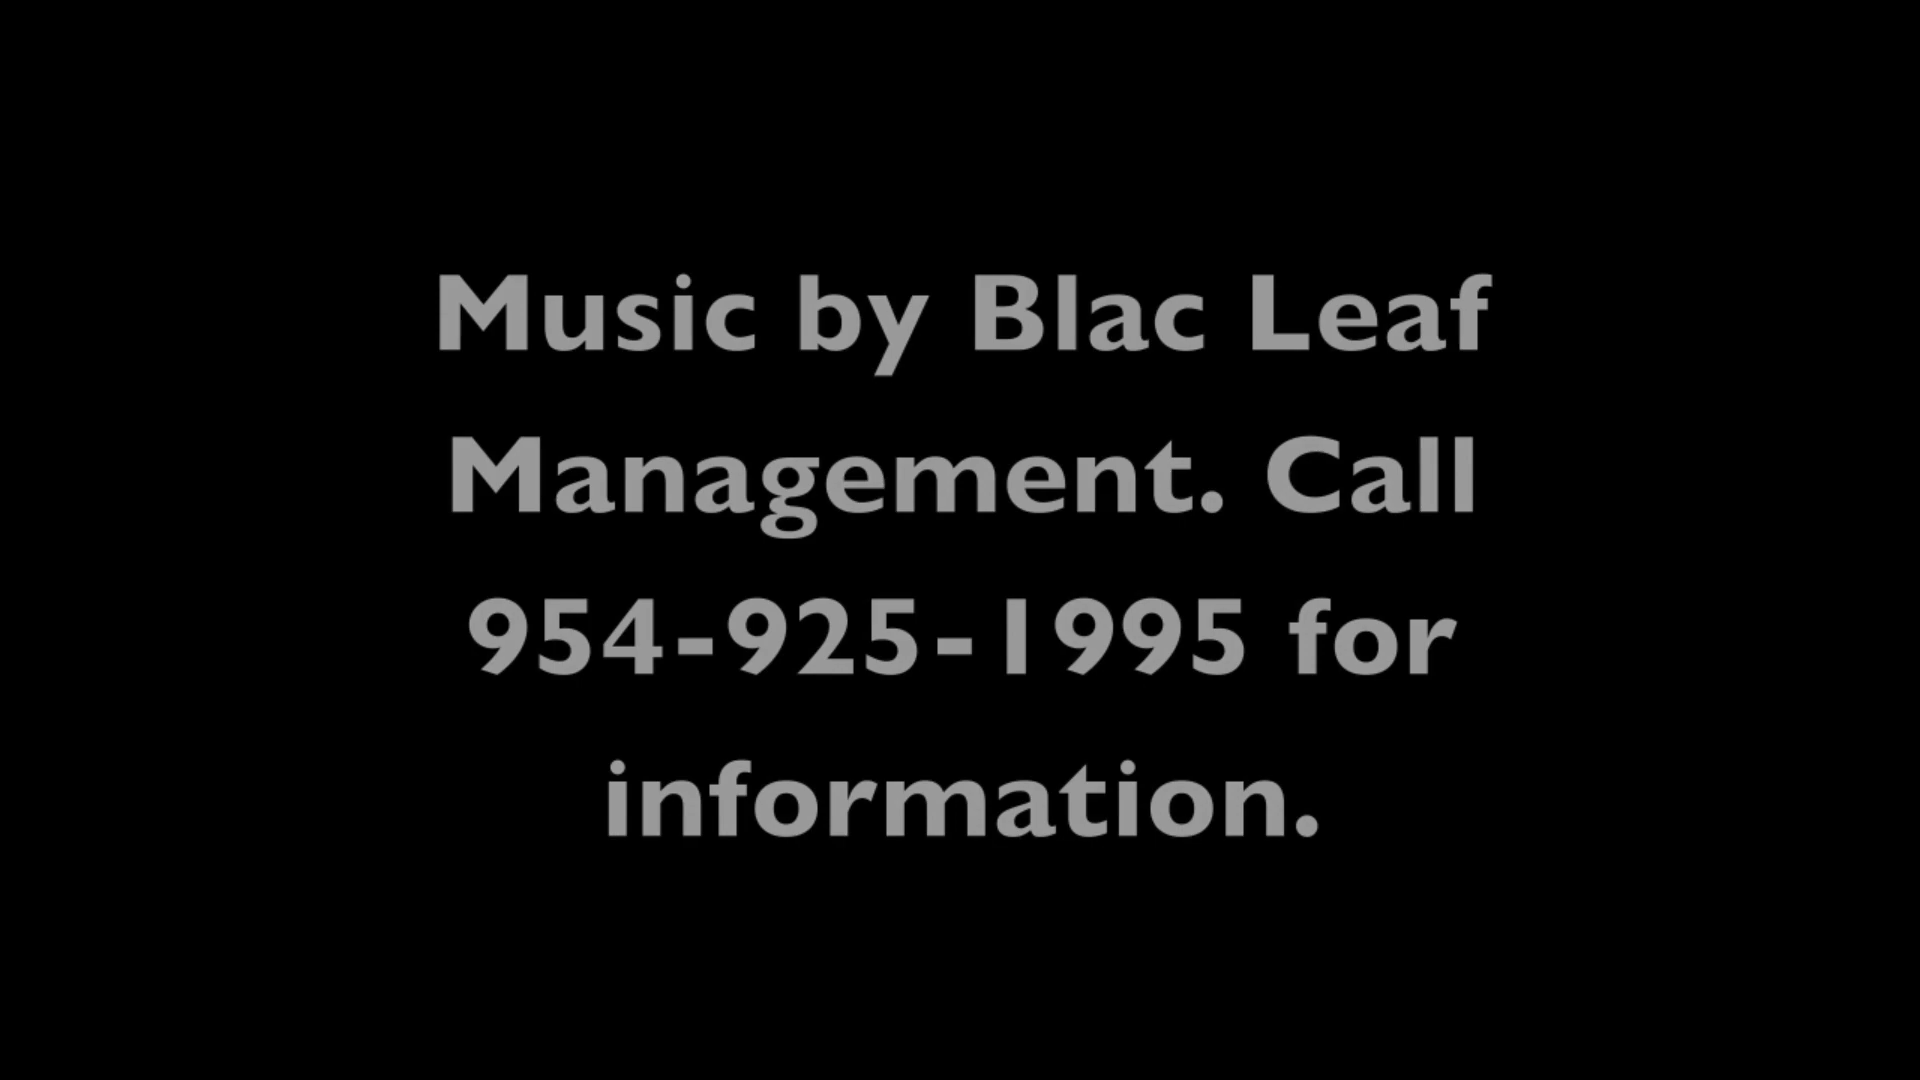 Music by Blac Leaf
Management. Call
954-925-1995 for
information.